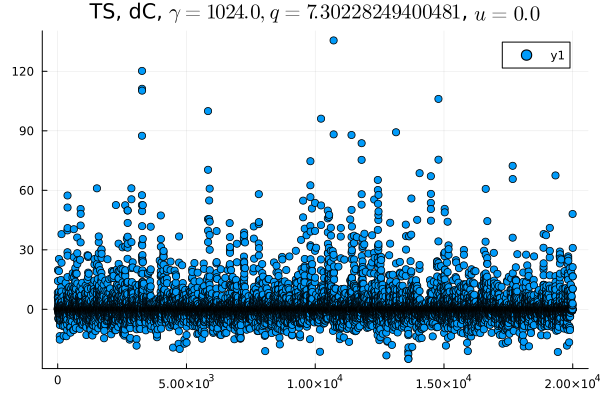 TS, dC, γ = 1024.0, q = 7.30228249400481, u = 0.0
y1
120
90
60
30
0
0 5.00×10³ 1.00×10⁴ 1.50×10⁴ 2.00×10⁴